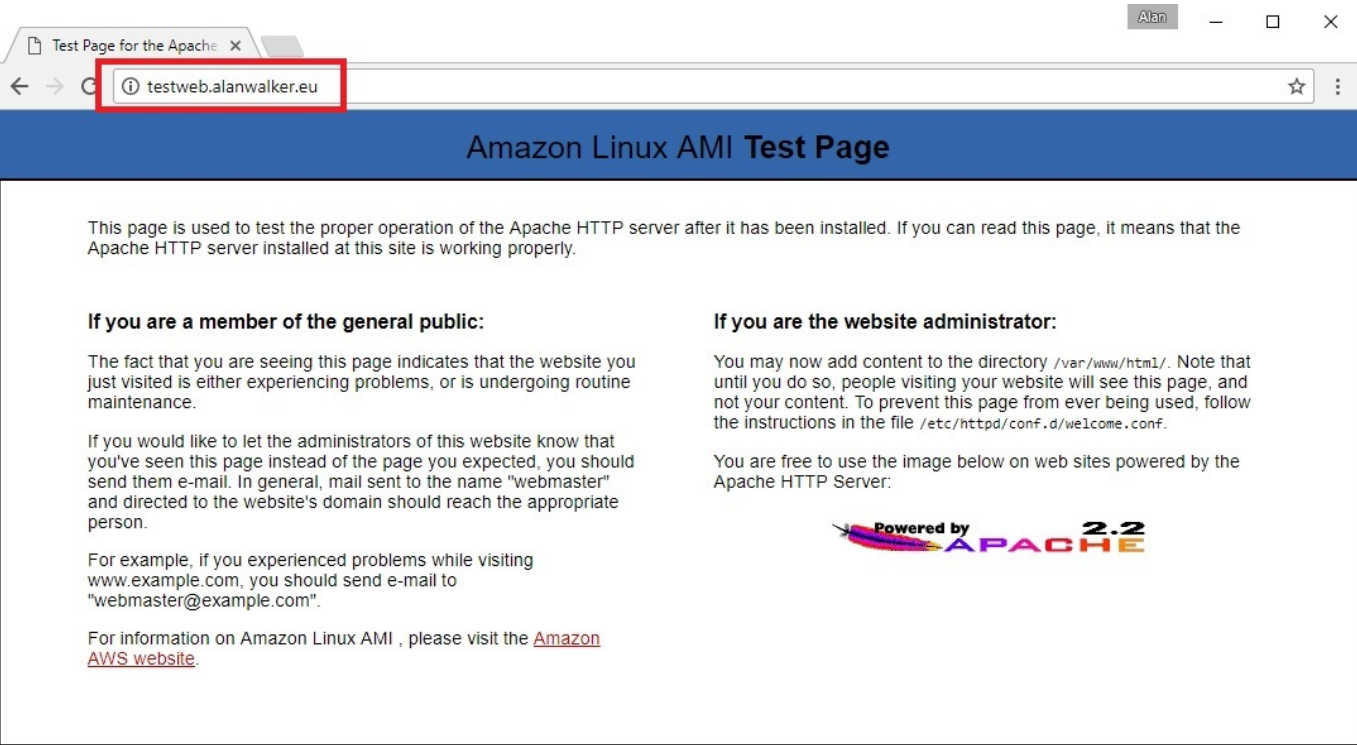 Alan
Test Page for the Apache
testweb.alanwalker.eu
Amazon Linux AMI Test Page
This page is used to test the proper operation of the Apache HTTP server after it has been installed. If you can read this page, it means that the
Apache HTTP server installed at this site is working properly.
If you are a member of the general public:
The fact that you are seeing this page indicates that the website you
just visited is either experiencing problems, or is undergoing routine
maintenance.
If you would like to let the administrators of this website know that
you've seen this page instead of the page you expected, you should
send them e-mail. In general, mail sent to the name "webmaster"
and directed to the website's domain should reach the appropriate
person.
For example, if you experienced problems while visiting
www.example.com, you should send e-mail to
"webmaster@example.com".
For information on Amazon Linux AMI , please visit the Amazon
AWS website.
If you are the website administrator:
You may now add content to the directory /var/www/html/. Note that
until you do so, people visiting your website will see this page, and
not your content. To prevent this page from ever being used, follow
the instructions in the file /etc/httpd/conf.d/welcome.conf.
You are free to use the image below on web sites powered by the
Apache HTTP Server:
Powered by 2.2
APACHE